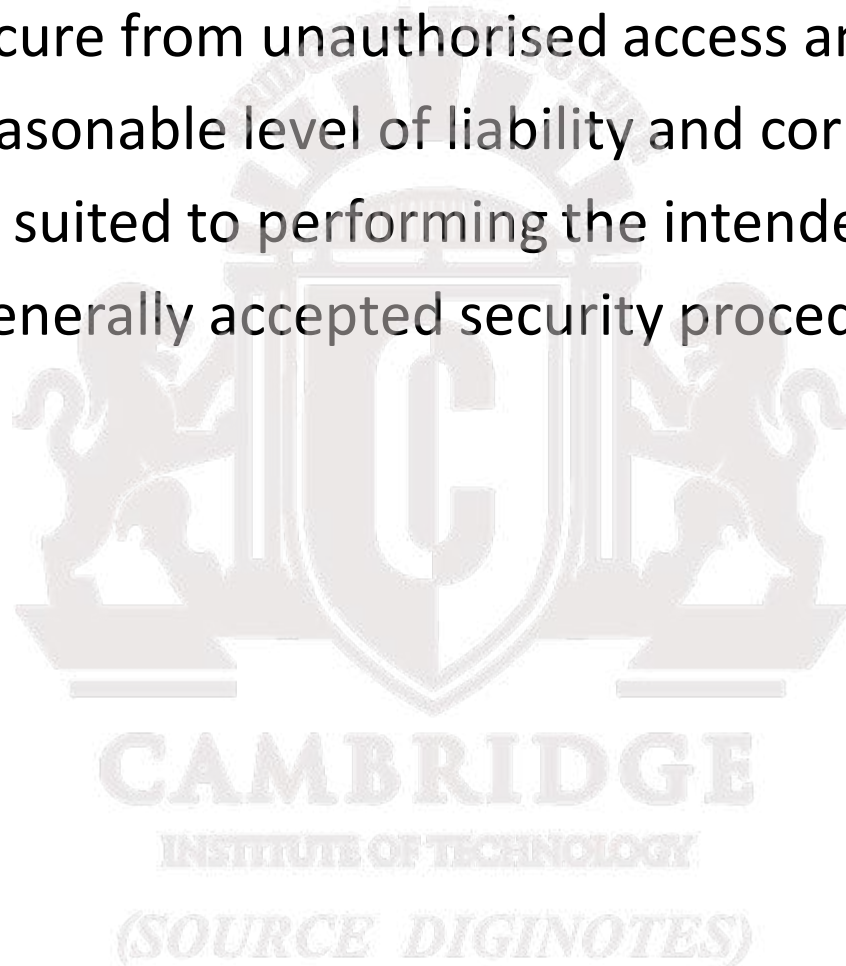 cure from unauthorised access an
asonable level of liability and cor
suited to performing the intende
enerally accepted security proced
C
CAMBRIDGE
INSTITUTE OF TECHNOLOGY
(SOURCE DIGINOTES)